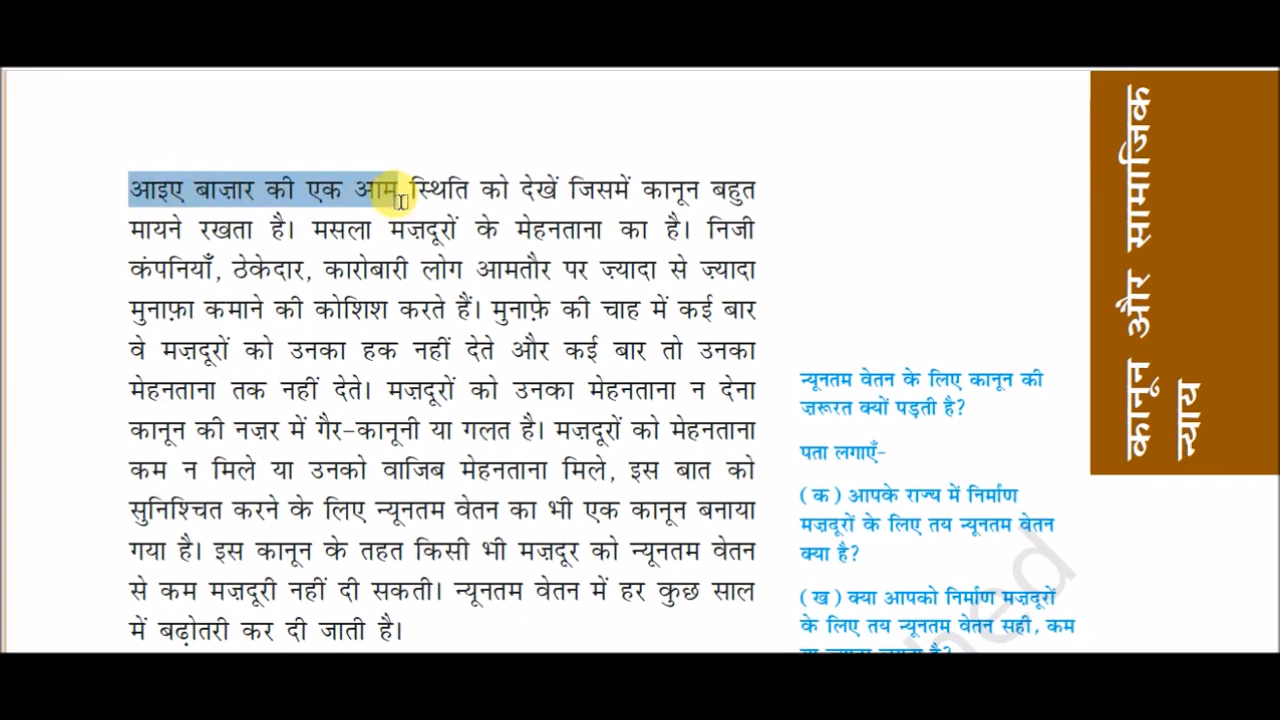 आइए बाज़ार की एक आम स्थिति को देखें जिसमें कानून बहुत
मायने रखता है। मसला मज़दूरों के मेहनताना का है। निजी
कंपनियाँ, ठेकेदार, कारोबारी लोग आमतौर पर ज़्यादा से ज़्यादा
मुनाफ़ा कमाने की कोशिश करते हैं। मुनाफ़े की चाह में कई बार
वे मज़दूरों को उनका हक नहीं देते और कई बार तो उनका
मेहनताना तक नहीं देते। मज़दूरों को उनका मेहनताना न देना
कानून की नज़र में गैर-कानूनी या गलत है। मज़दूरों को मेहनताना
कम न मिले या उनको वाजिब मेहनताना मिले, इस बात को
सुनिश्चित करने के लिए न्यूनतम वेतन का भी एक कानून बनाया
गया है। इस कानून के तहत किसी भी मज़दूर को न्यूनतम वेतन
से कम मज़दूरी नहीं दी सकती। न्यूनतम वेतन में हर कुछ साल
में बढ़ोतरी कर दी जाती है।
न्यूनतम वेतन के लिए कानून की
ज़रूरत क्यों पड़ती है?
पता लगाएँ-
(क) आपके राज्य में निर्माण
मज़दूरों के लिए तय न्यूनतम वेतन
क्या है?
(ख) क्या आपको निर्माण मज़दूरों
के लिए तय न्यूनतम वेतन सही, कम
कानून और सामाजिक
न्याय